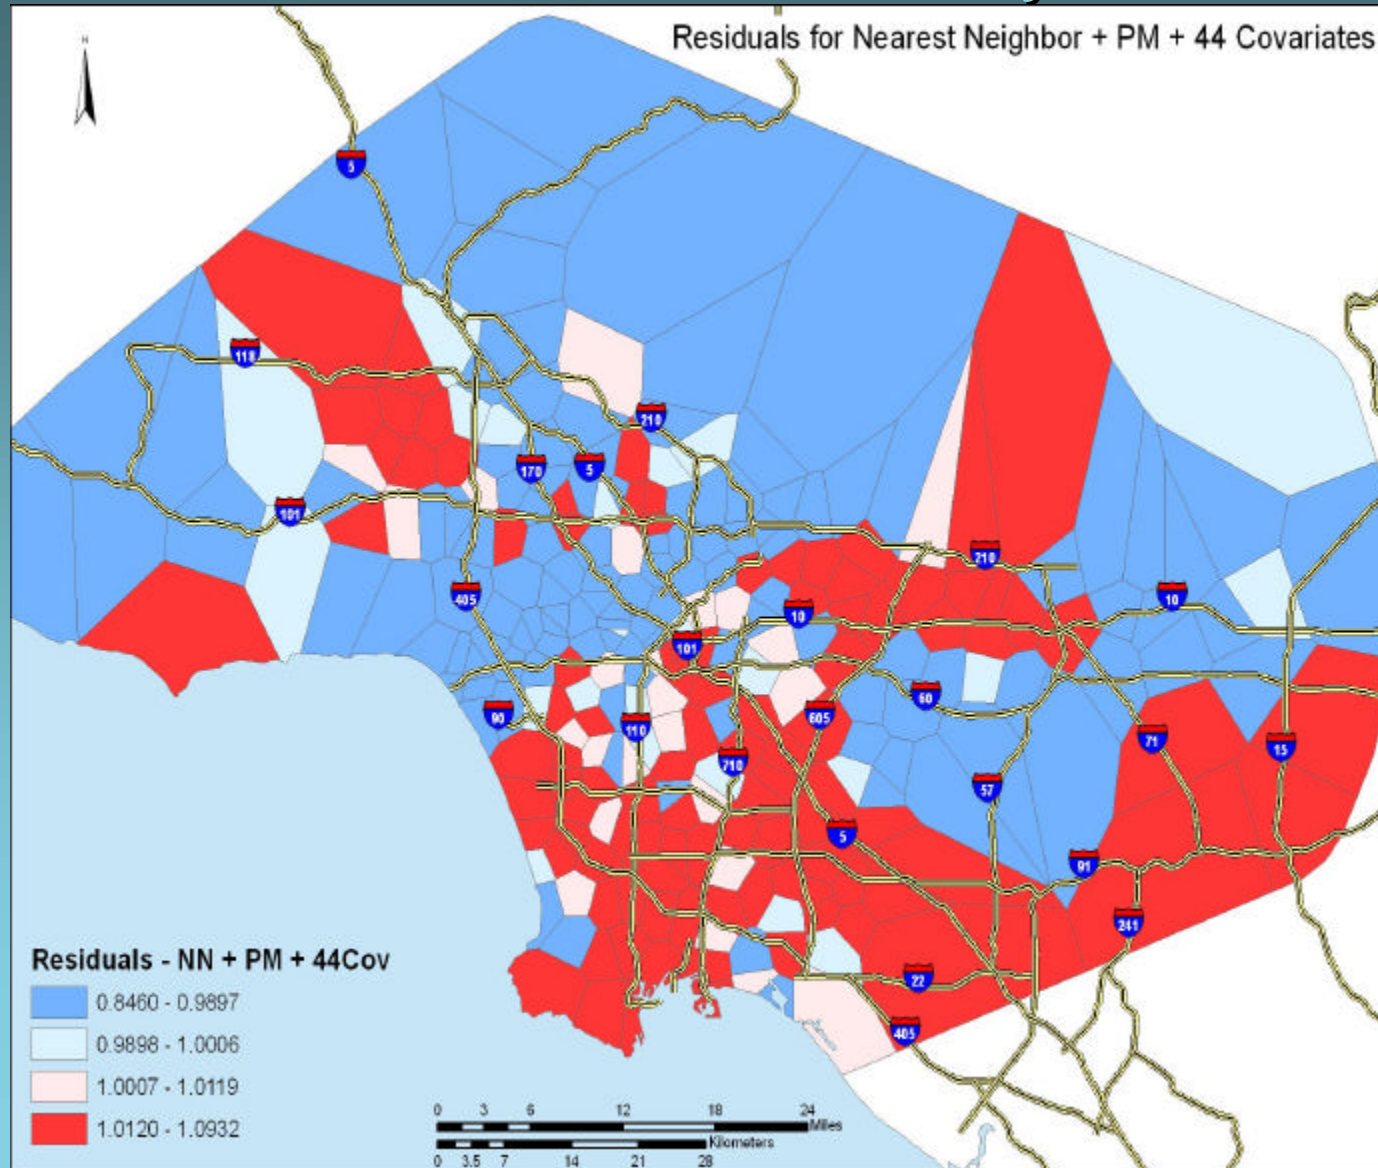 Residuals for Nearest Neighbor + PM + 44 Covariates
N
5
118
210
170
5
101
210
405
10
10
101
60
90
605
110
71
15
710
57
5
91
241
22
405
Residuals - NN + PM + 44Cov
0.8460 - 0.9897
0.9898 - 1.0006
1.0007 - 1.0119
1.0120 - 1.0932
0 3 6 12 18 24
Miles
Kilometers
0 3.5 7 14 21 28